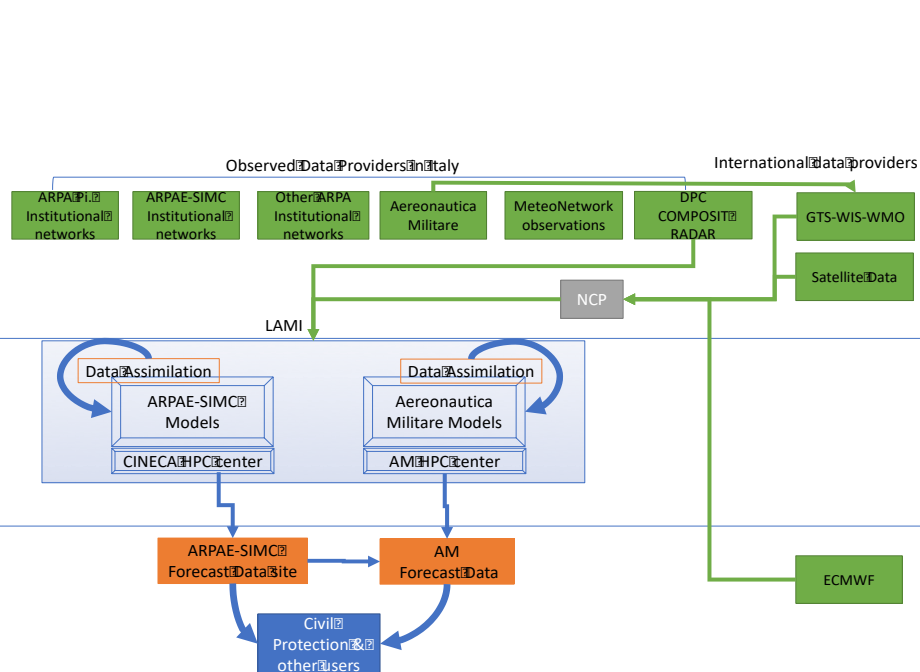 Observed Data Providers In Italy
International data providers
ARPA Pi.
Institutional
networks
ARPAE-SIMC
Institutional
networks
Other ARPA
Institutional
networks
Aereonautica
Militare
MeteoNetwork
observations
DPC
COMPOSIT
RADAR
GTS-WIS-WMO
Satellite Data
NCP
LAMI
Data Assimilation
ARPAE-SIMC
Models
CINECA HPC center
Data Assimilation
Aereonautica
Militare Models
AM HPC center
ARPAE-SIMC
Forecast Data site
AM
Forecast Data
ECMWF
Civil
Protection &
other users